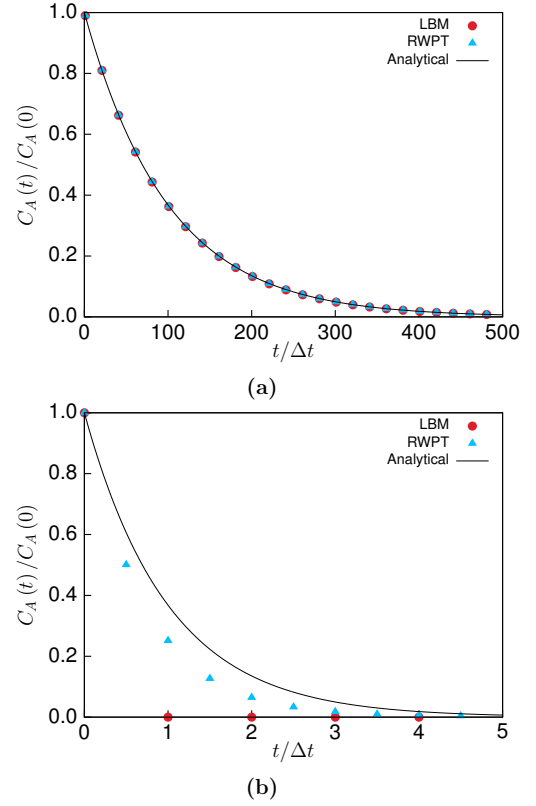 1.0
0.8
0.6
0.4
0.2
0.0
C_A(t)/C_A(0)
LBM
RWPT
Analytical
0 100 200 300 400 500
t/Δt
(a)
1.0
0.8
0.6
0.4
0.2
0.0
C_A(t)/C_A(0)
LBM
RWPT
Analytical
0 1 2 3 4 5
t/Δt
(b)